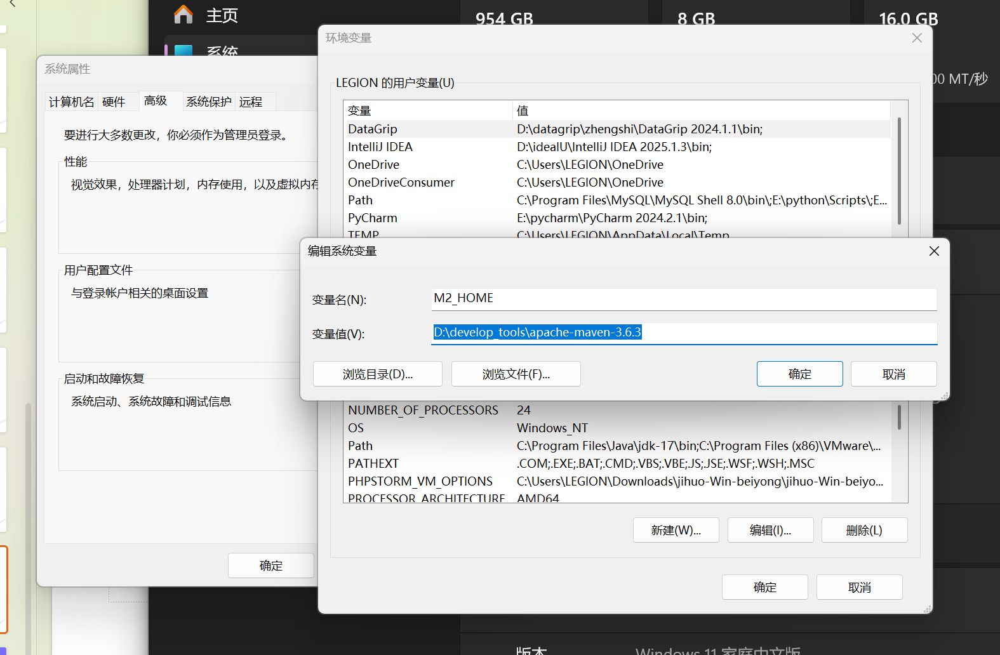 主页
系统
954 GB
8 GB
16.0 GB
00 MT/秒
系统属性
计算机名
硬件
高级
系统保护
远程
要进行大多数更改，你必须作为管理员登录。
性能
视觉效果，处理器计划，内存使用，以及虚拟内存
用户配置文件
与登录帐户相关的桌面设置
启动和故障恢复
系统启动、系统故障和调试信息
确定
环境变量
LEGION 的用户变量(U)
变量 值
DataGrip D:\datagrip\zhengshi\DataGrip 2024.1.1\bin;
IntelliJ IDEA D:\idealU\IntelliJ IDEA 2025.1.3\bin;
OneDrive C:\Users\LEGION\OneDrive
OneDriveConsumer C:\Users\LEGION\OneDrive
Path C:\Program Files\MySQL\MySQL Shell 8.0\bin\;E:\python\Scripts\;E...
PyCharm E:\pycharm\PyCharm 2024.2.1\bin;
TEMP C:\Users\LEGION\AppData\Local\Temp
编辑系统变量
变量名(N): M2_HOME
变量值(V): D:\develop_tools\apache-maven-3.6.3
浏览目录(D)... 浏览文件(F)... 确定 取消
NUMBER_OF_PROCESSORS 24
OS Windows_NT
Path C:\Program Files\Java\jdk-17\bin;C:\Program Files (x86)\VMware\...
PATHEXT .COM;.EXE;.BAT;.CMD;.VBS;.VBE;.JS;.JSE;.WSF;.WSH;.MSC
PHPSTORM_VM_OPTIONS C:\Users\LEGION\Downloads\jihuo-Win-beiyong\jihuo-Win-beiyo...
PROCESSOR_ARCHITECTURE AMD64
新建(W)... 编辑(I)... 删除(L)
确定 取消
版本 Windows 11 家庭中文版